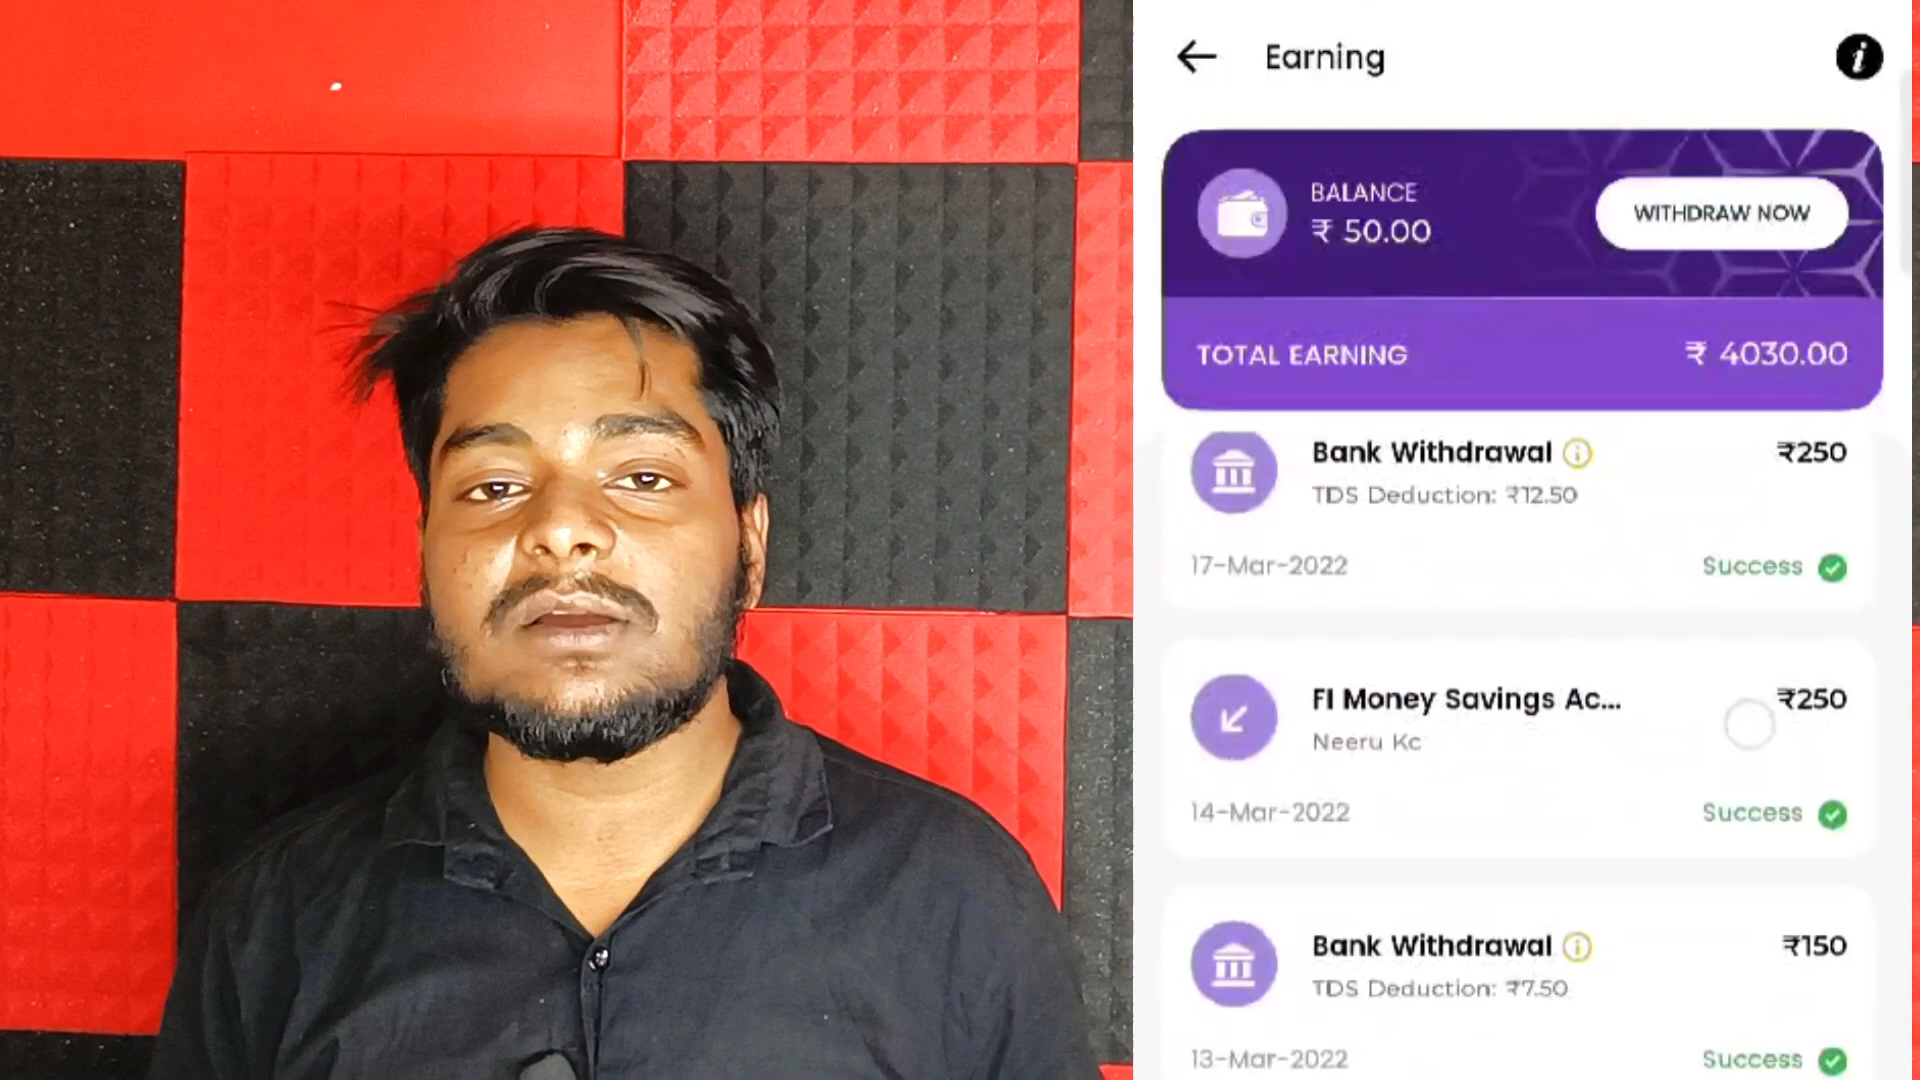 Earning
BALANCE
₹ 50.00
WITHDRAW NOW
TOTAL EARNING
₹ 4030.00
Bank Withdrawal
₹250
TDS Deduction: ₹12.50
17-Mar-2022
Success
FI Money Savings Ac...
₹250
Neeru Kc
14-Mar-2022
Success
Bank Withdrawal
₹150
TDS Deduction: ₹7.50
13-Mar-2022
Success